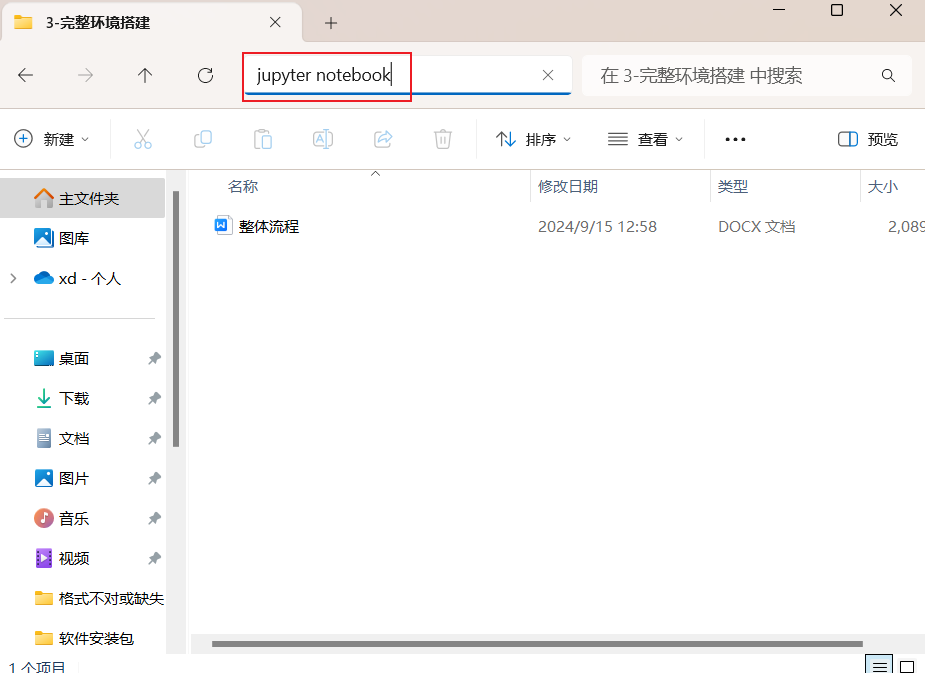 3-完整环境搭建
jupyter notebook
在 3-完整环境搭建 中搜索
新建
排序
查看
预览
名称
修改日期
类型
大小
主文件夹
整体流程
2024/9/15 12:58
DOCX 文档
2,089
图库
xd - 个人
桌面
下载
文档
图片
音乐
视频
格式不对或缺失
软件安装包
1 个项目